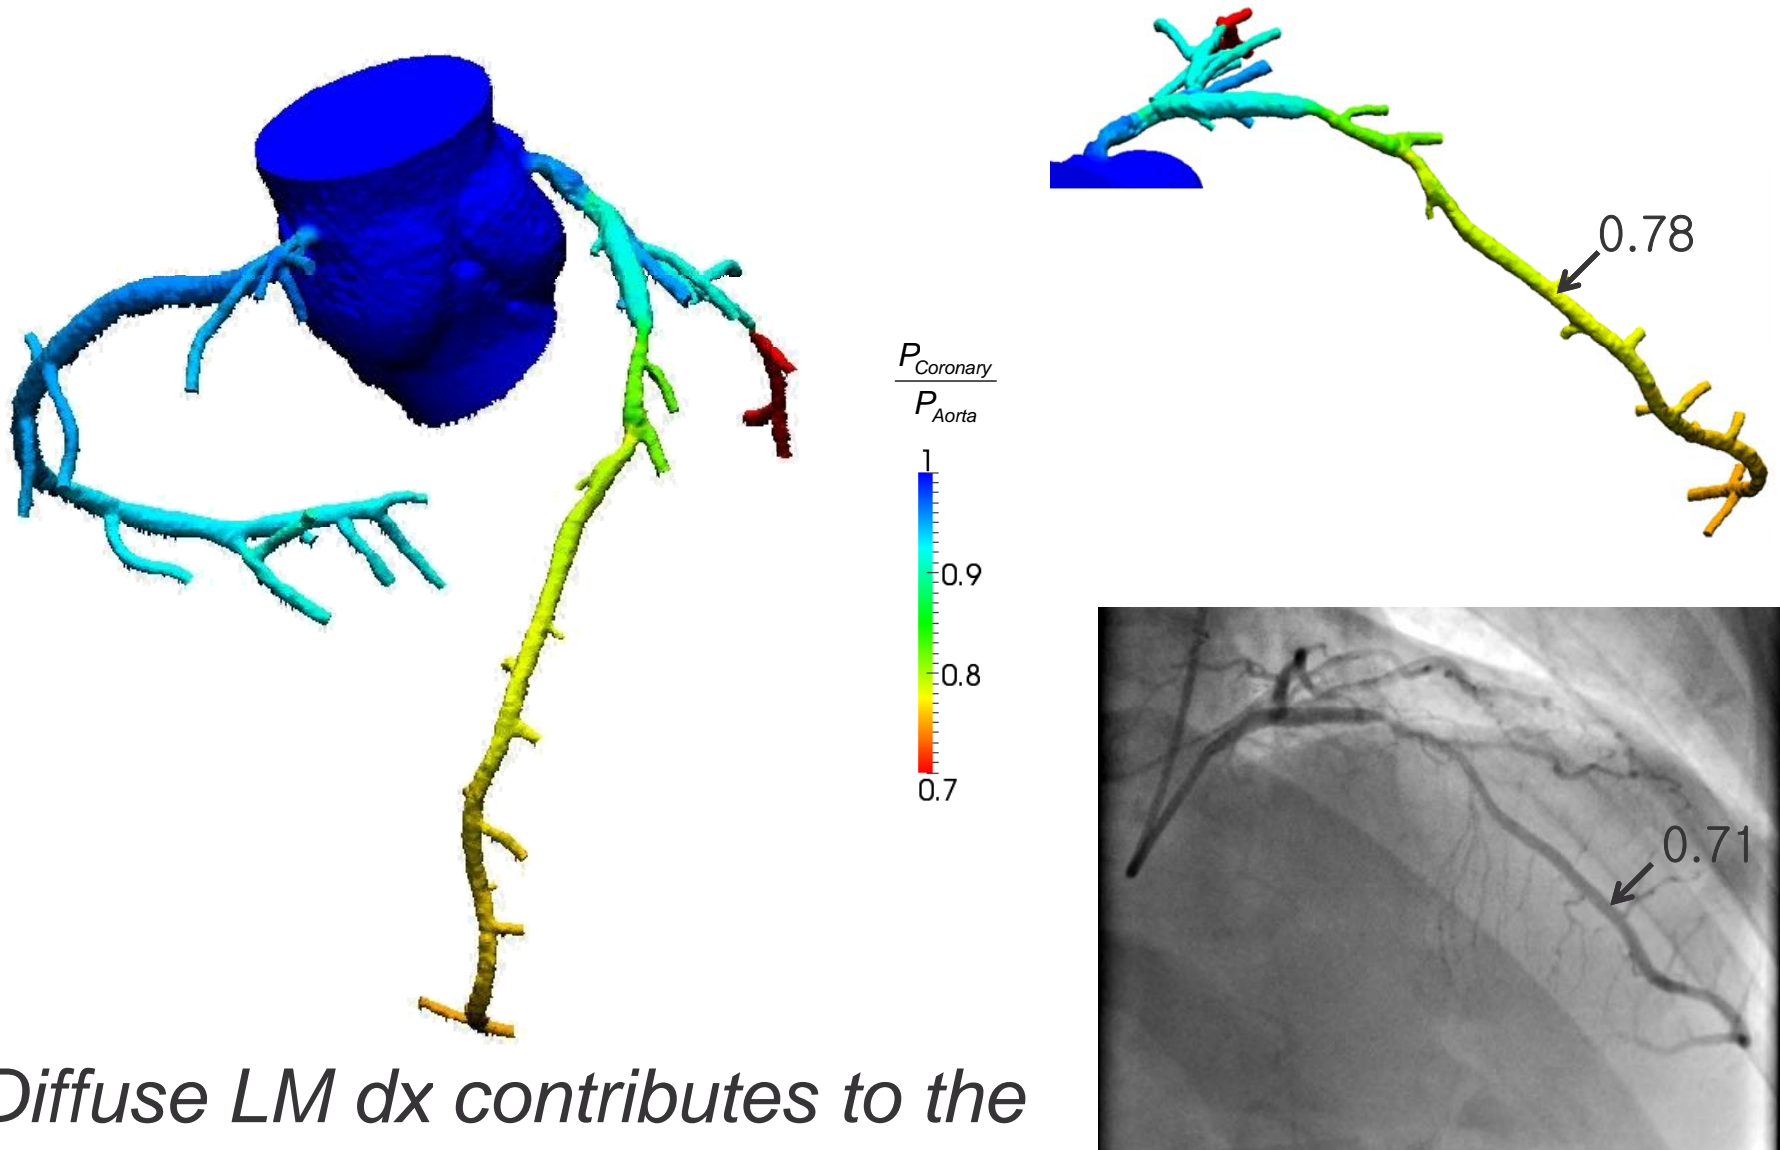 0.78
P_Coronary
P_Aorta
1
0.9
0.8
0.7
0.71
Diffuse LM dx contributes to the